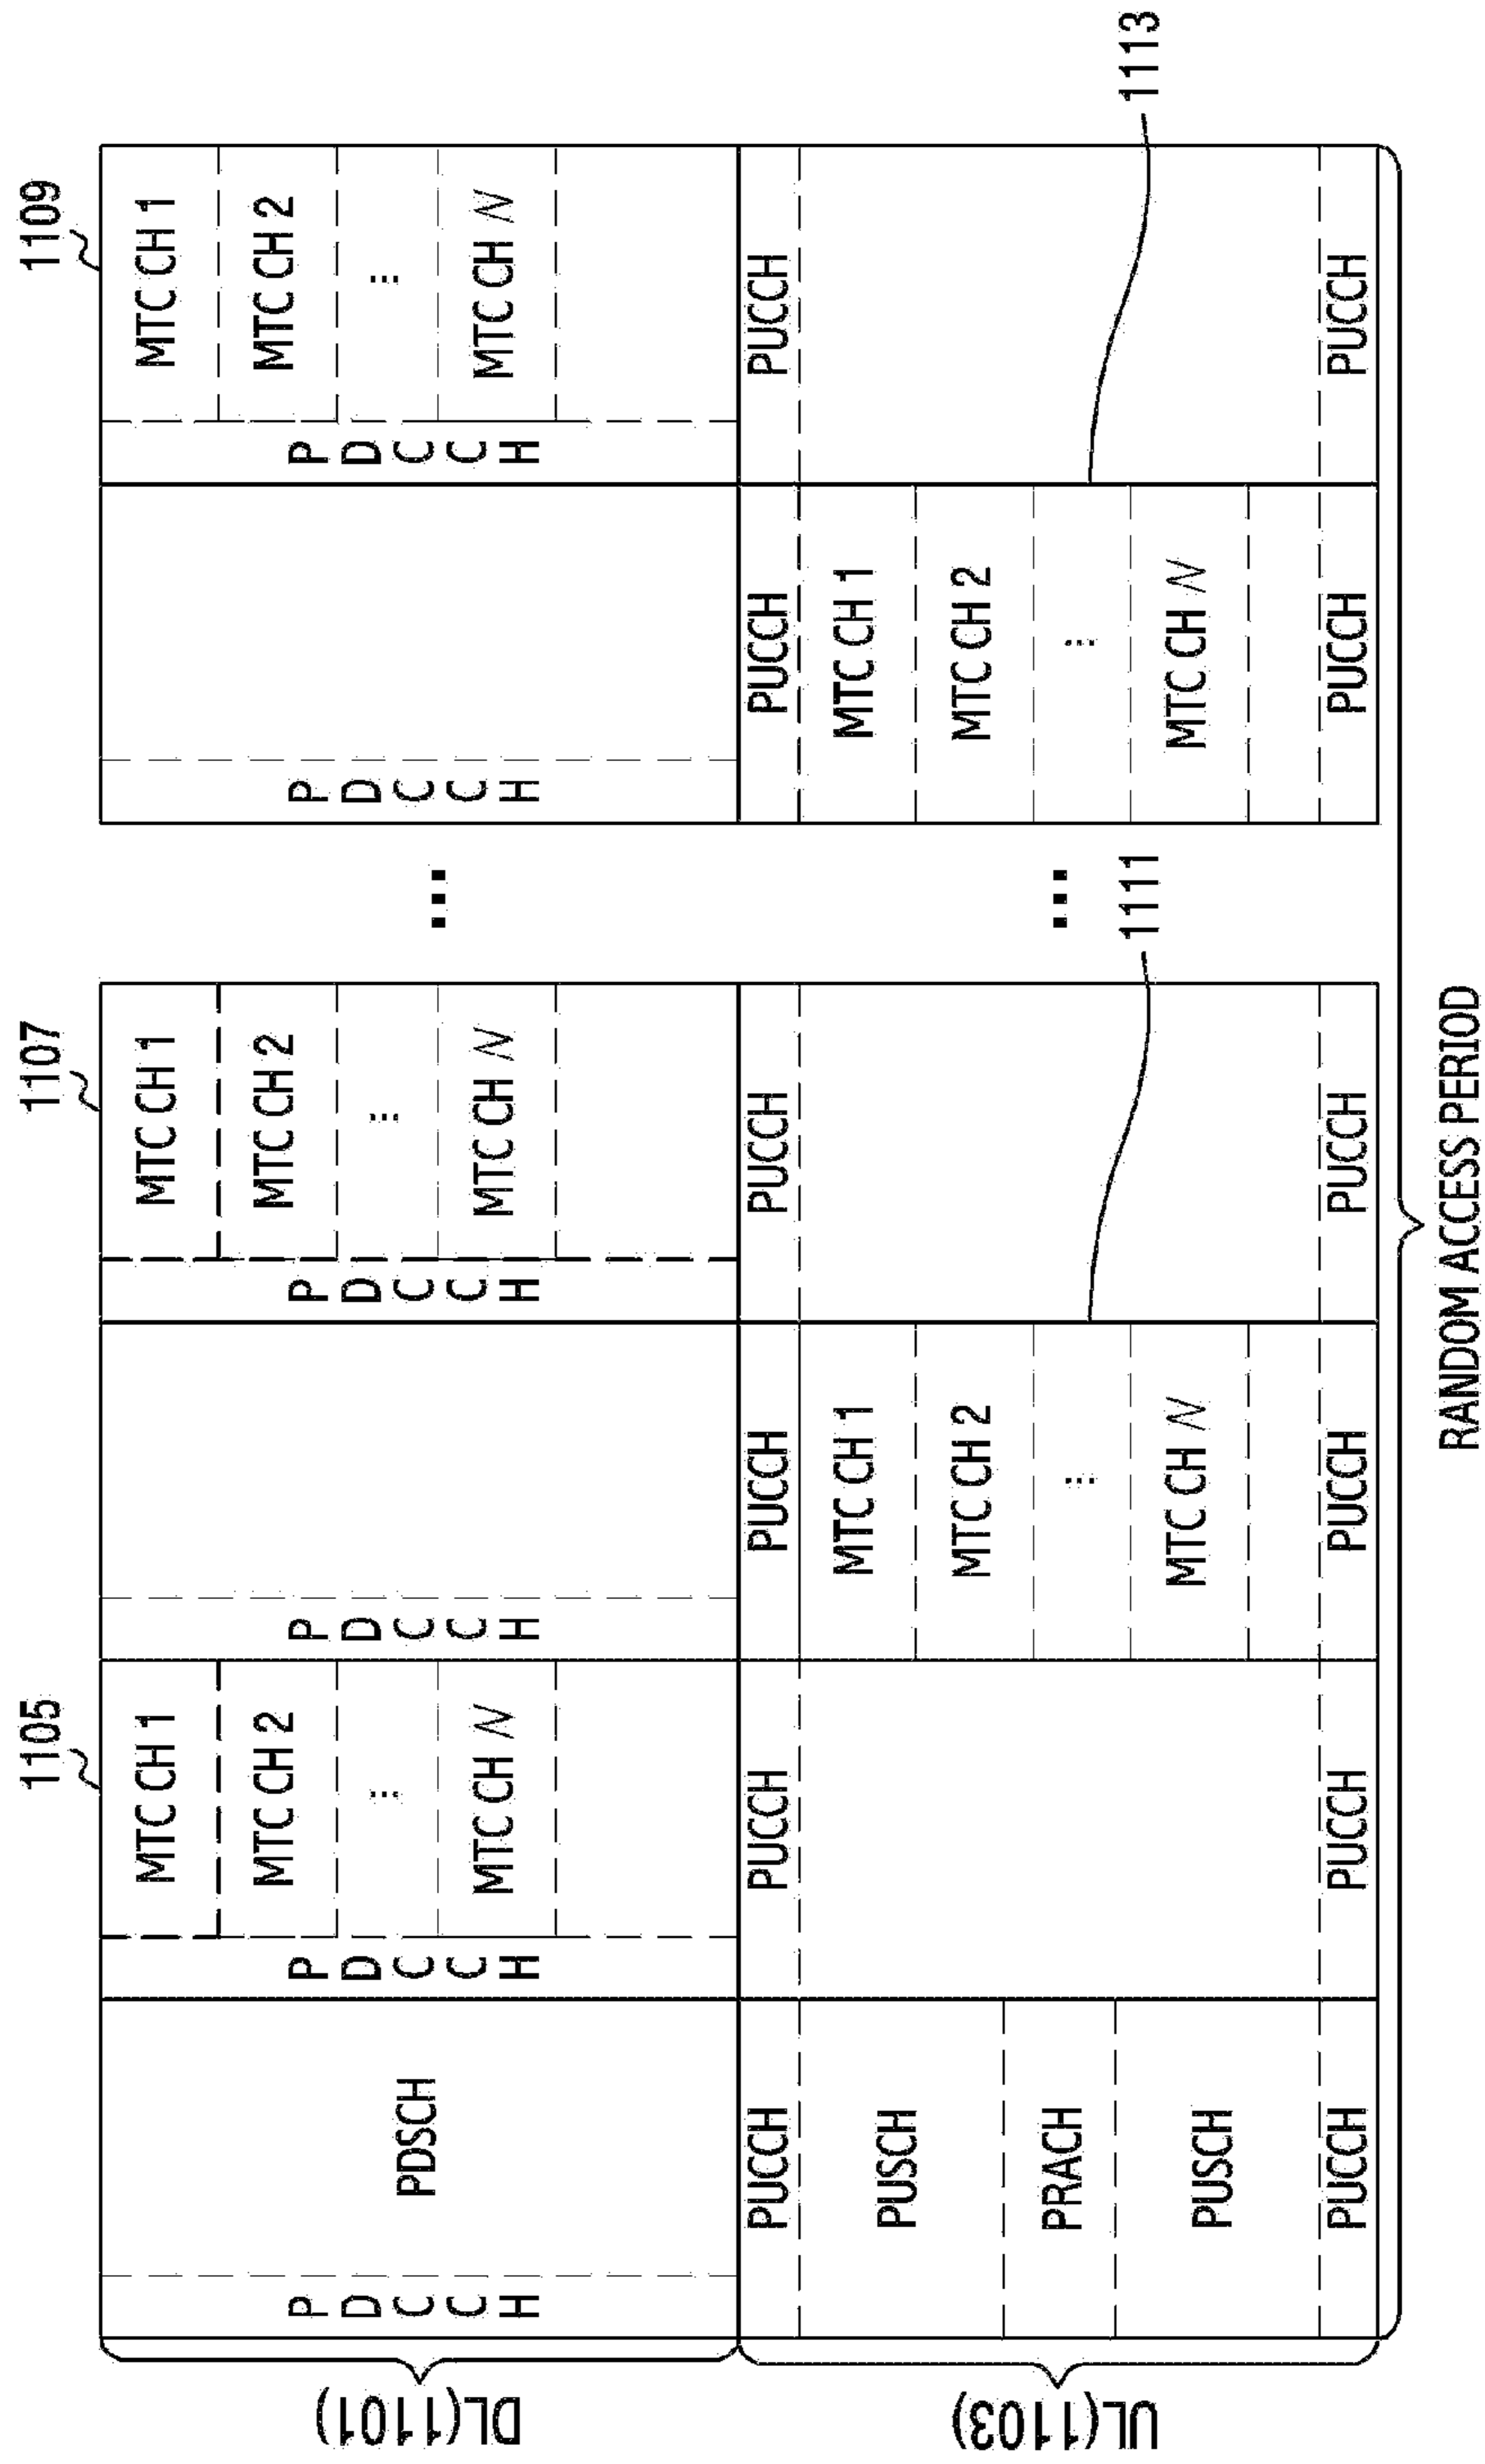 1105
1107
1109
DL(1101)
PDCCH
PDSCH
PDCCH
MTC CH 1
MTC CH 2
...
MTC CH N
PDCCH
PDCCH
MTC CH 1
MTC CH 2
...
MTC CH N
...
PDCCH
PDCCH
MTC CH 1
MTC CH 2
...
MTC CH N
UL(1103)
PUCCH
PUSCH
PRACH
PUSCH
PUCCH
PUCCH
PUCCH
PUCCH
MTC CH 1
MTC CH 2
...
MTC CH N
PUCCH
PUCCH
PUCCH
1111
...
PUCCH
MTC CH 1
MTC CH 2
...
MTC CH N
PUCCH
PUCCH
PUCCH
1113
RANDOM ACCESS PERIOD